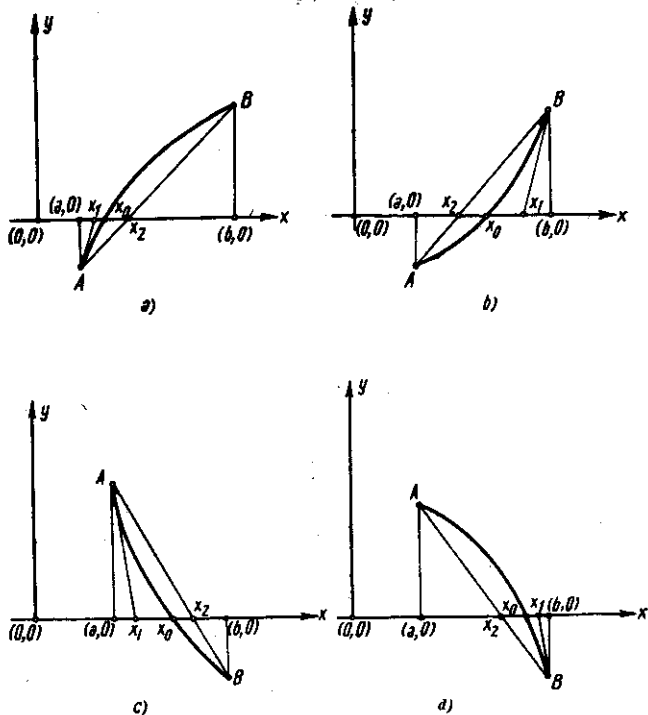 y
B
(a,0) x₁ x₀ x
(0,0) x₂ (b,0)
A
a)
y
B
(a,0) x₂ x₁ x
(0,0) x₀ (b,0)
A
b)
y
A
x₂ x
(0,0) (a,0) x₁ x₀ (b,0)
B
c)
y
A
x₀ x₁ (b,0) x
(0,0) (a,0) x₂
B
d)